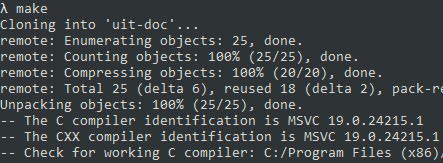 λ make
Cloning into 'uit-doc'...
remote: Enumerating objects: 25, done.
remote: Counting objects: 100% (25/25), done.
remote: Compressing objects: 100% (20/20), done.
remote: Total 25 (delta 6), reused 18 (delta 2), pack-re
Unpacking objects: 100% (25/25), done.
-- The C compiler identification is MSVC 19.0.24215.1
-- The CXX compiler identification is MSVC 19.0.24215.1
-- Check for working C compiler: C:/Program Files (x86)/